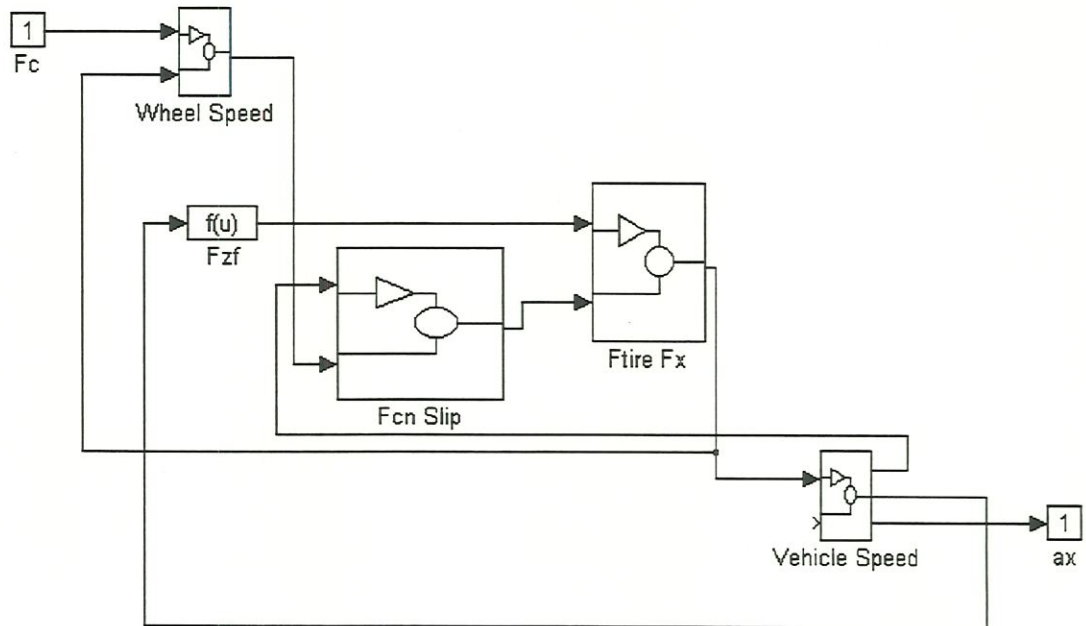 1
Fc
Wheel Speed
f(u)
Fzf
Ftire Fx
Fcn Slip
Vehicle Speed
1
ax